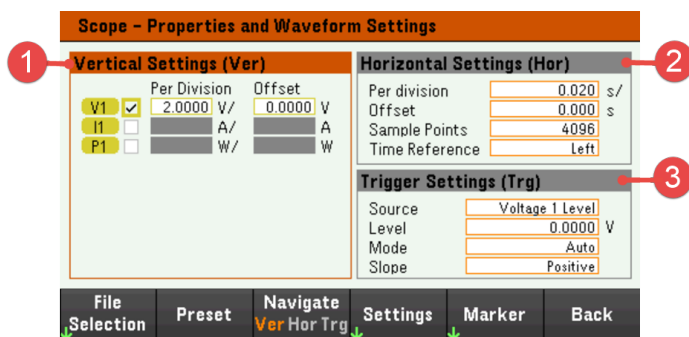 Scope - Properties and Waveform Settings
1
Vertical Settings (Ver)
Per Division Offset
V1 2.0000 V/ 0.0000 V
I1 A/ A
P1 W/ W
2
Horizontal Settings (Hor)
Per division 0.020 s/
Offset 0.000 s
Sample Points 4096
Time Reference Left
3
Trigger Settings (Trg)
Source Voltage 1 Level
Level 0.0000 V
Mode Auto
Slope Positive
File Selection
Preset
Navigate
Ver Hor Trg
Settings
Marker
Back